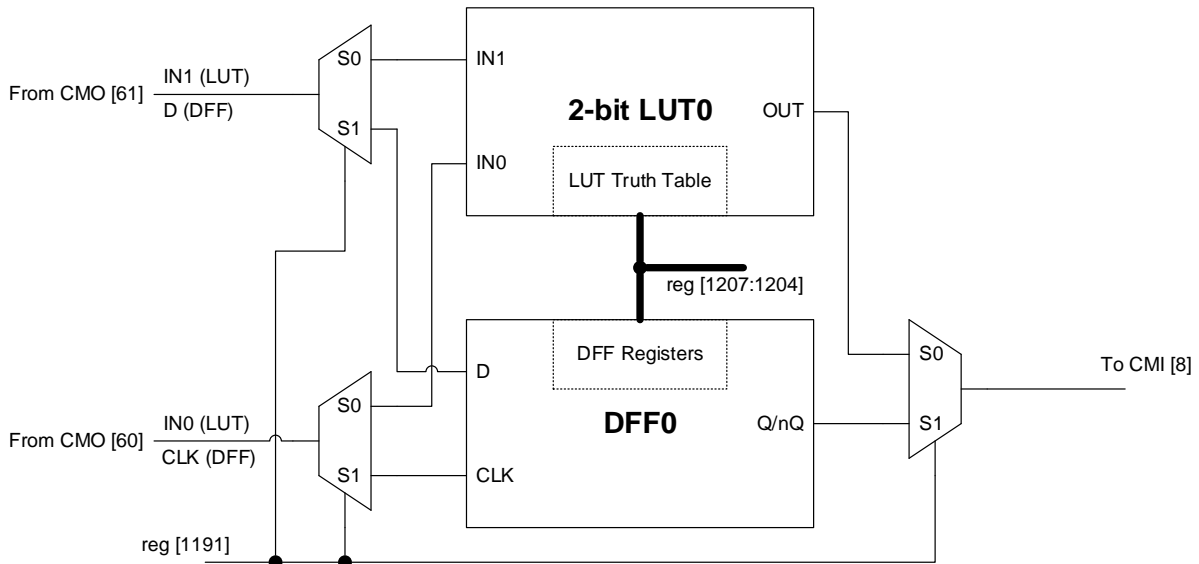 From CMO [61]
IN1 (LUT)
D (DFF)
S0
S1
IN1
IN0
2-bit LUT0
OUT
LUT Truth Table
reg [1207:1204]
DFF Registers
D
DFF0
Q/nQ
CLK
S0
S1
To CMI [8]
From CMO [60]
IN0 (LUT)
CLK (DFF)
S0
S1
reg [1191]